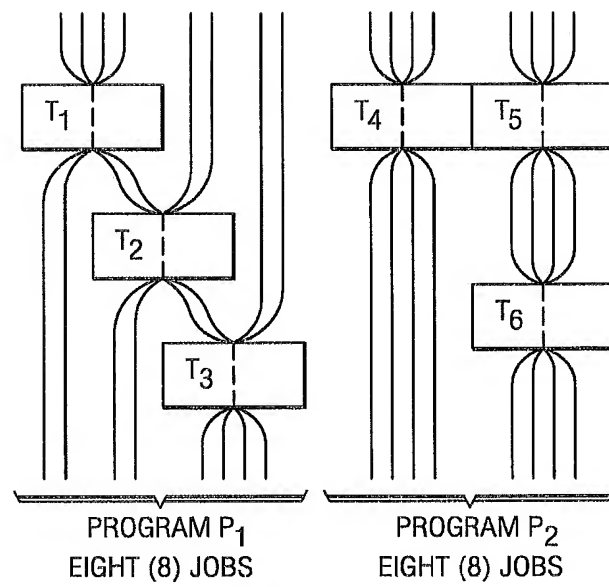 T1
T4
T5
T2
T6
T3
PROGRAM P1
EIGHT (8) JOBS
PROGRAM P2
EIGHT (8) JOBS